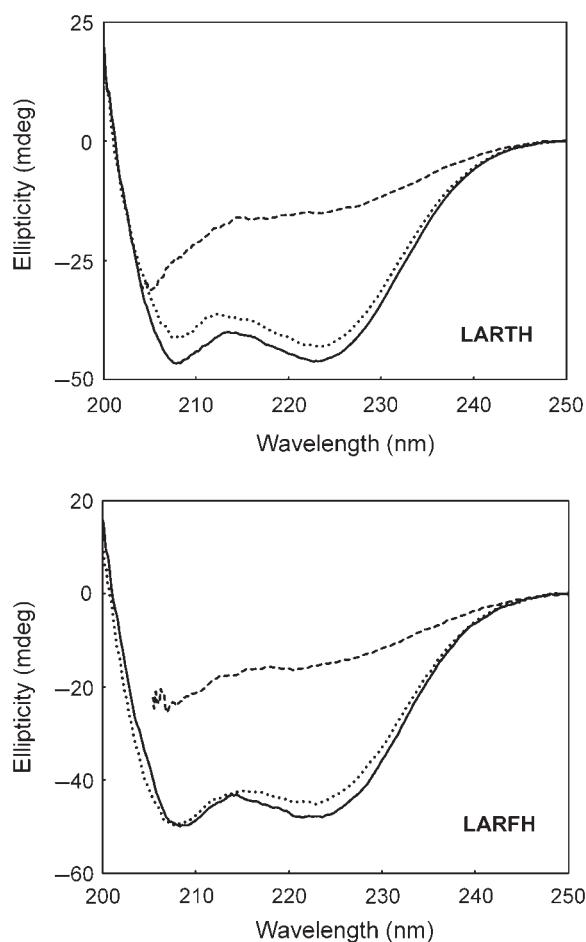 25
0
–25
–50
Ellipticity (mdeg)
LARTH
200 210 220 230 240 250
Wavelength (nm)
20
0
–20
–40
–60
Ellipticity (mdeg)
LARFH
200 210 220 230 240 250
Wavelength (nm)